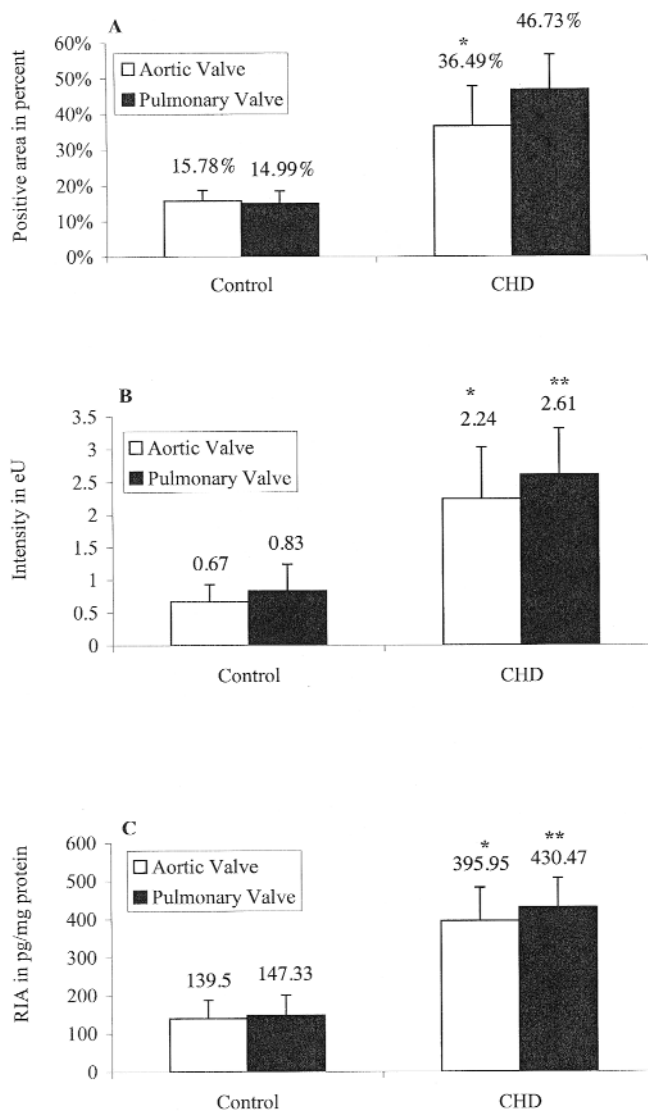 A
**
46.73%
*
36.49%
60%
50%
40%
30%
20%
10%
0%
Positive area in percent
Aortic Valve
Pulmonary Valve
15.78%
14.99%
Control
CHD
B
*
**
2.24
2.61
3.5
3
2.5
2
1.5
1
0.5
0
Intensity in eU
Aortic Valve
Pulmonary Valve
0.67
0.83
Control
CHD
C
*
**
395.95
430.47
600
500
400
300
200
100
0
RIA in pg/mg protein
Aortic Valve
Pulmonary Valve
139.5
147.33
Control
CHD